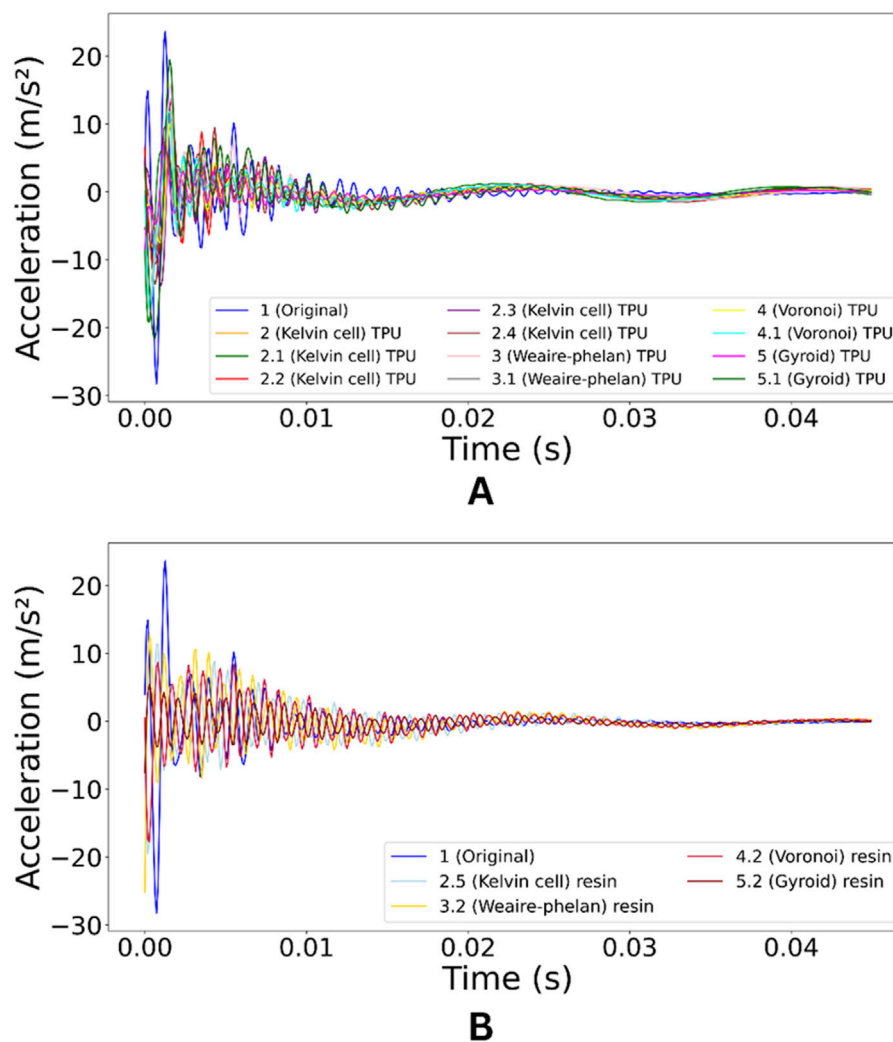 Acceleration (m/s²)
20
10
0
−10
−20
−30
1 (Original)
2 (Kelvin cell) TPU
2.1 (Kelvin cell) TPU
2.2 (Kelvin cell) TPU
2.3 (Kelvin cell) TPU
2.4 (Kelvin cell) TPU
3 (Weaire-phelan) TPU
3.1 (Weaire-phelan) TPU
4 (Voronoi) TPU
4.1 (Voronoi) TPU
5 (Gyroid) TPU
5.1 (Gyroid) TPU
0.00 0.01 0.02 0.03 0.04
Time (s)
A
Acceleration (m/s²)
20
10
0
−10
−20
−30
1 (Original)
2.5 (Kelvin cell) resin
3.2 (Weaire-phelan) resin
4.2 (Voronoi) resin
5.2 (Gyroid) resin
0.00 0.01 0.02 0.03 0.04
Time (s)
B